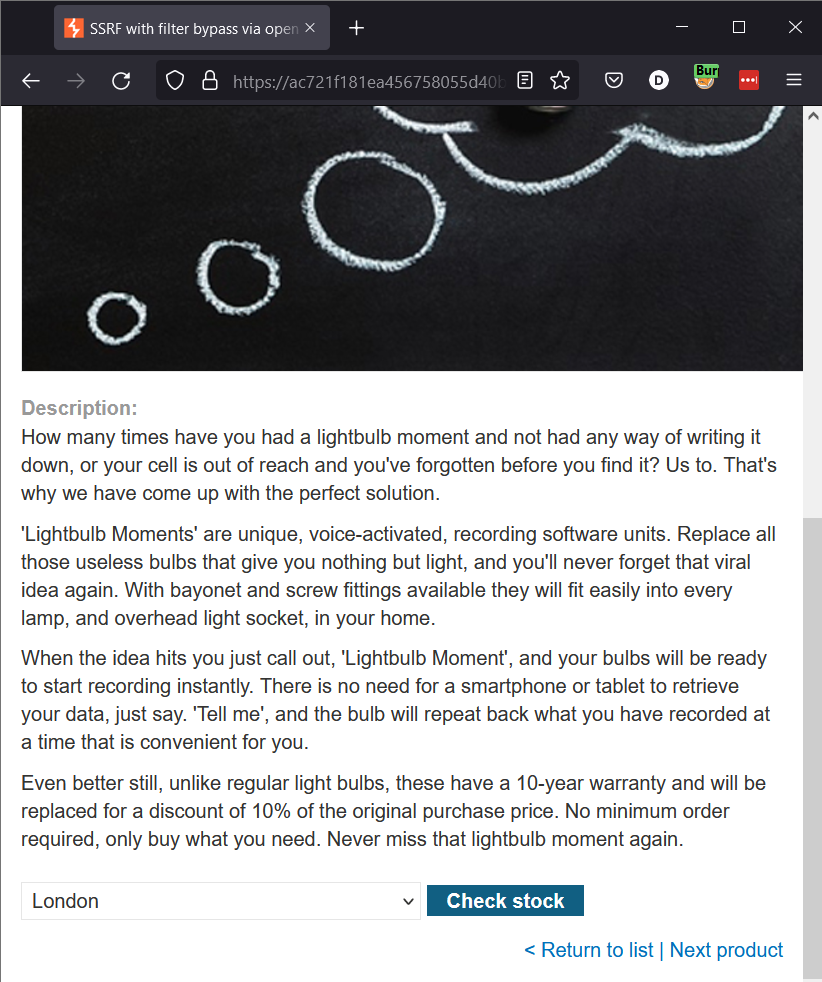 SSRF with filter bypass via open
https://ac721f181ea456758055d40b
D
Bur
Description:
How many times have you had a lightbulb moment and not had any way of writing it
down, or your cell is out of reach and you've forgotten before you find it? Us to. That's
why we have come up with the perfect solution.
'Lightbulb Moments' are unique, voice-activated, recording software units. Replace all
those useless bulbs that give you nothing but light, and you'll never forget that viral
idea again. With bayonet and screw fittings available they will fit easily into every
lamp, and overhead light socket, in your home.
When the idea hits you just call out, 'Lightbulb Moment', and your bulbs will be ready
to start recording instantly. There is no need for a smartphone or tablet to retrieve
your data, just say. 'Tell me', and the bulb will repeat back what you have recorded at
a time that is convenient for you.
Even better still, unlike regular light bulbs, these have a 10-year warranty and will be
replaced for a discount of 10% of the original purchase price. No minimum order
required, only buy what you need. Never miss that lightbulb moment again.
London
Check stock
< Return to list | Next product